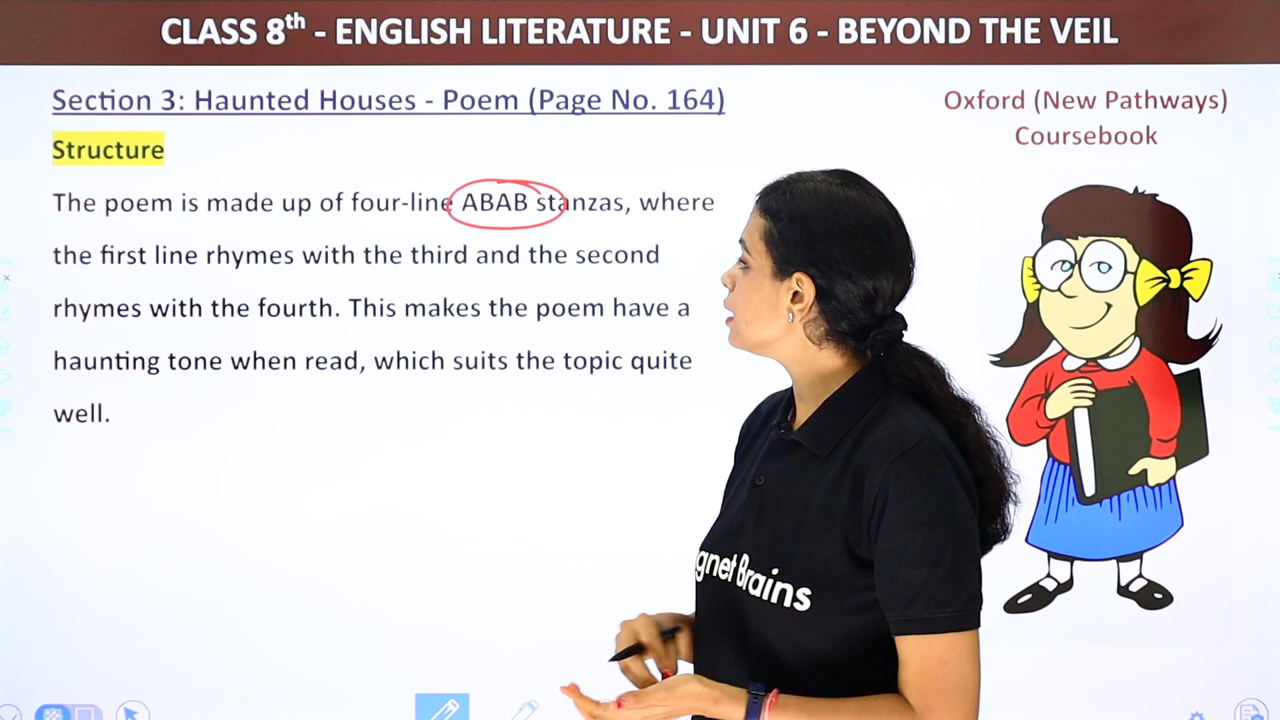 CLASS 8th - ENGLISH LITERATURE - UNIT 6 - BEYOND THE VEIL
Section 3: Haunted Houses - Poem (Page No. 164)
Oxford (New Pathways)
Coursebook
Structure
The poem is made up of four-line ABAB stanzas, where
the first line rhymes with the third and the second
rhymes with the fourth. This makes the poem have a
haunting tone when read, which suits the topic quite
well.
gnet Brains